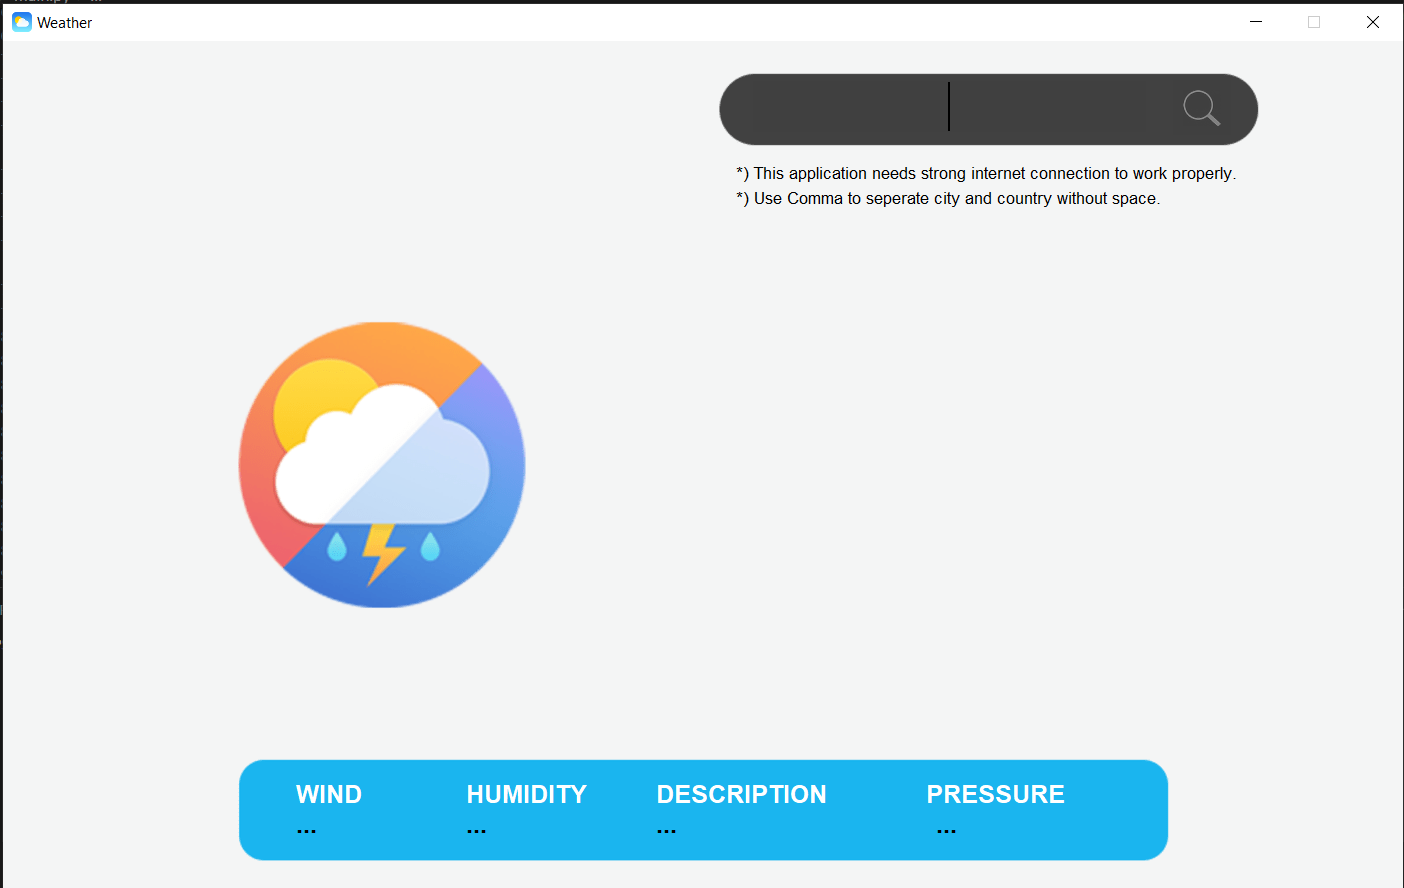 Weather
*) This application needs strong internet connection to work properly.
*) Use Comma to seperate city and country without space.
WIND HUMIDITY DESCRIPTION PRESSURE
... ... ... ...